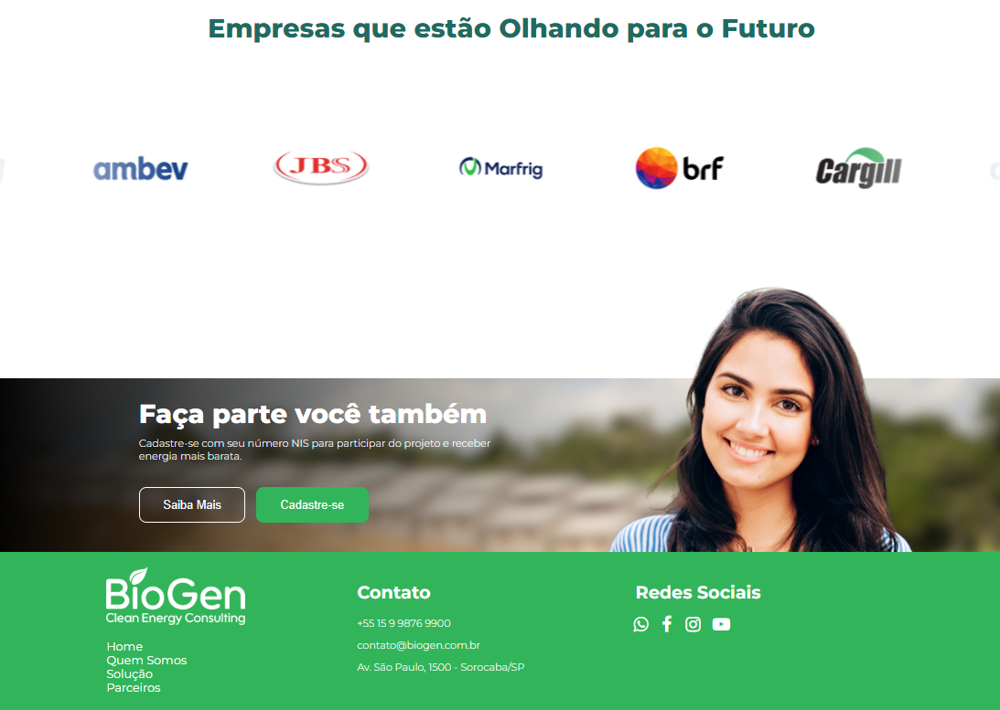 Empresas que estão Olhando para o Futuro
ambev
JBS
Marfrig
brf
Cargill
Faça parte você também
Cadastre-se com seu número NIS para participar do projeto e receber
energia mais barata.
Saiba Mais
Cadastre-se
BioGen
Clean Energy Consulting
Home
Quem Somos
Solução
Parceiros
Contato
+55 15 9 9876 9900
contato@biogen.com.br
Av. São Paulo, 1500 - Sorocaba/SP
Redes Sociais